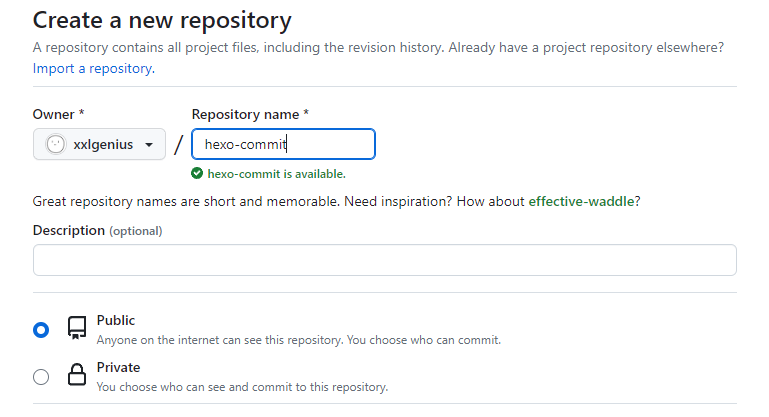 Create a new repository
A repository contains all project files, including the revision history. Already have a project repository elsewhere?
Import a repository.
Owner * Repository name *
xxlgenius / hexo-commit
hexo-commit is available.
Great repository names are short and memorable. Need inspiration? How about effective-waddle?
Description (optional)
Public
Anyone on the internet can see this repository. You choose who can commit.
Private
You choose who can see and commit to this repository.